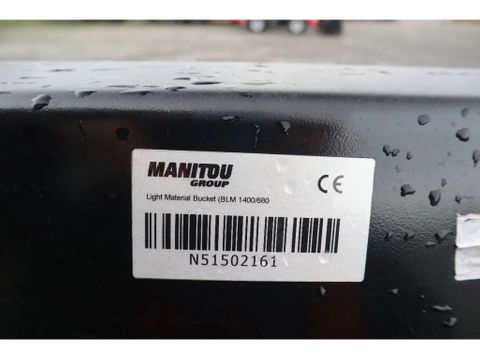 MANITOU
GROUP
CE
Light Material Bucket (BLM 1400/680
N51502161